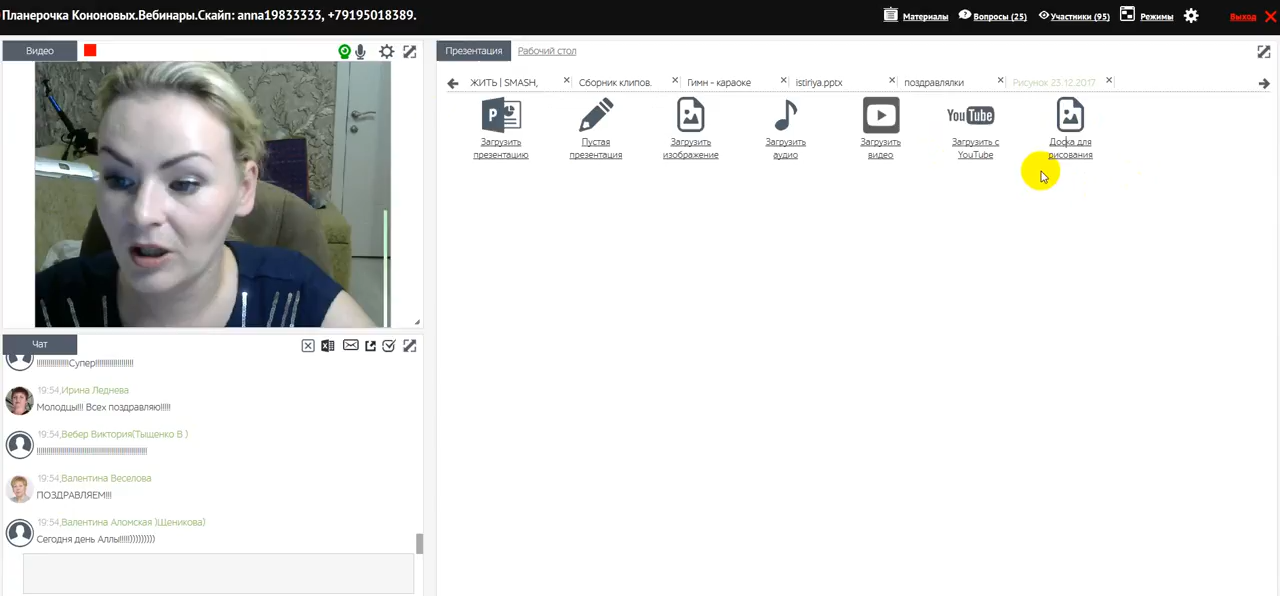 Планерочка Кононовых.Вебинары.Скайп: anna19833333, +79195018389.
Материалы
Вопросы (25)
Участники (95)
Режимы
Выход
Видео
Презентация
Рабочий стол
ЖИТЬ | SMASH,
Сборник клипов.
Гимн - караоке
istiriya.pptx
поздравлялки
Рисунок 23.12.2017
Загрузить
презентацию
Пустая
презентация
Загрузить
изображение
Загрузить
аудио
Загрузить
видео
You Tube
Загрузить с
YouTube
Доска для
рисования
Чат
!!!!!!!!!!!!!!!!Супер!!!!!!!!!!!!!!!!!!!!
19:54,Ирина Леднева
Молодцы!!! Всех поздравляю!!!!!
19:54,Вебер Виктория(Тыщенко В )
!!!!!!!!!!!!!!!!!!!!!!!!!!!!!!!!!!!!!!!!!!!!!!!!!!!!!!
19:54,Валентина Веселова
ПОЗДРАВЛЯЕМ!!!
19:54,Валентина Аломская )Щеникова)
Сегодня день Аллы!!!!!)))))))))